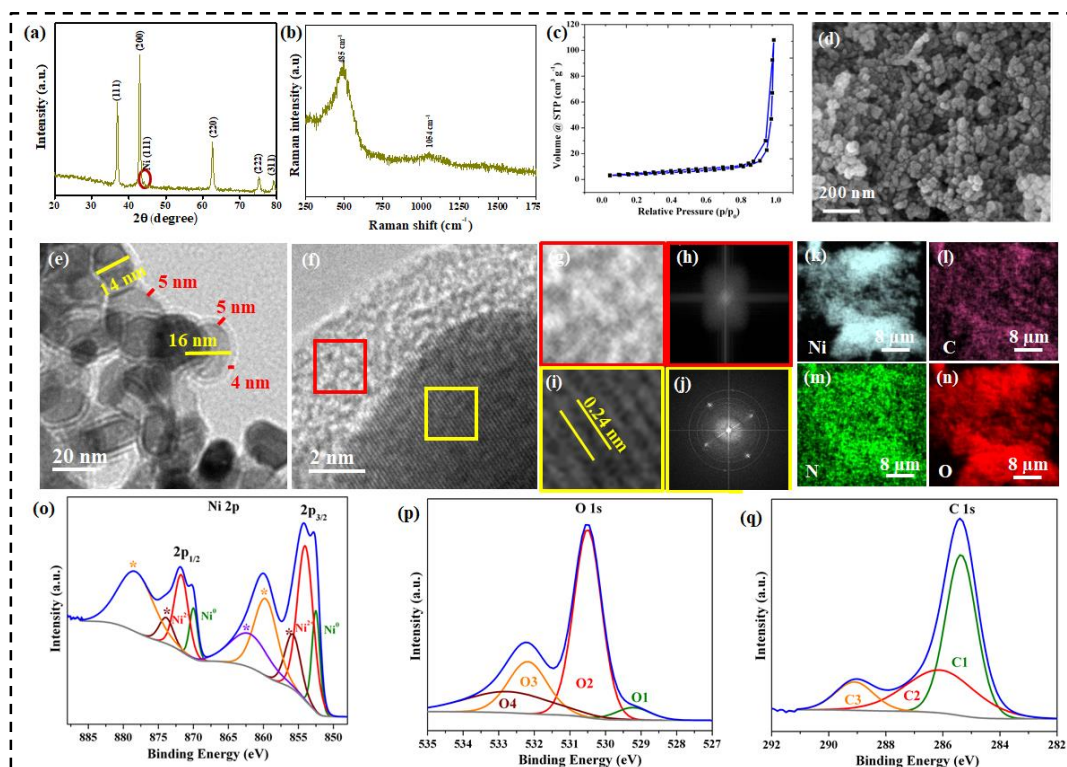 (a)
Intensity (a.u.)
(111)
(200)
Ni (111)
(220)
(222)
(311)
20 30 40 50 60 70 80
2θ (degree)
(b)
Raman intensity (a.u)
485 cm⁻¹
1054 cm⁻¹
250 500 750 1000 1250 1500 175
Raman shift (cm⁻¹)
(c)
Volume @ STP (cm³ g⁻¹)
120
100
80
60
40
20
0
0.0 0.2 0.4 0.6 0.8 1.0
Relative Pressure (p/p₀)
(d)
200 nm
(e)
14 nm
5 nm
5 nm
16 nm
4 nm
20 nm
(f)
2 nm
(g)
(h)
(i)
0.24 nm
(j)
(k)
Ni
8 µm
(l)
C
8 µm
(m)
N
8 µm
(n)
O
8 µm
(o)
Ni 2p
2p₃/₂
2p₁/₂
*
*
Ni²⁺
Ni⁰
*
*
*
Ni²⁺
Ni⁰
Intensity (a.u.)
885 875 870 865 860 855 850
Binding Energy (eV)
(p)
O 1s
O1
O2
O3
O4
Intensity (a.u.)
535 534 533 532 531 530 529 528 527
Binding Energy (eV)
(q)
C 1s
C1
C2
C3
Intensity (a.u.)
292 290 288 286 284 282
Binding Energy (eV)